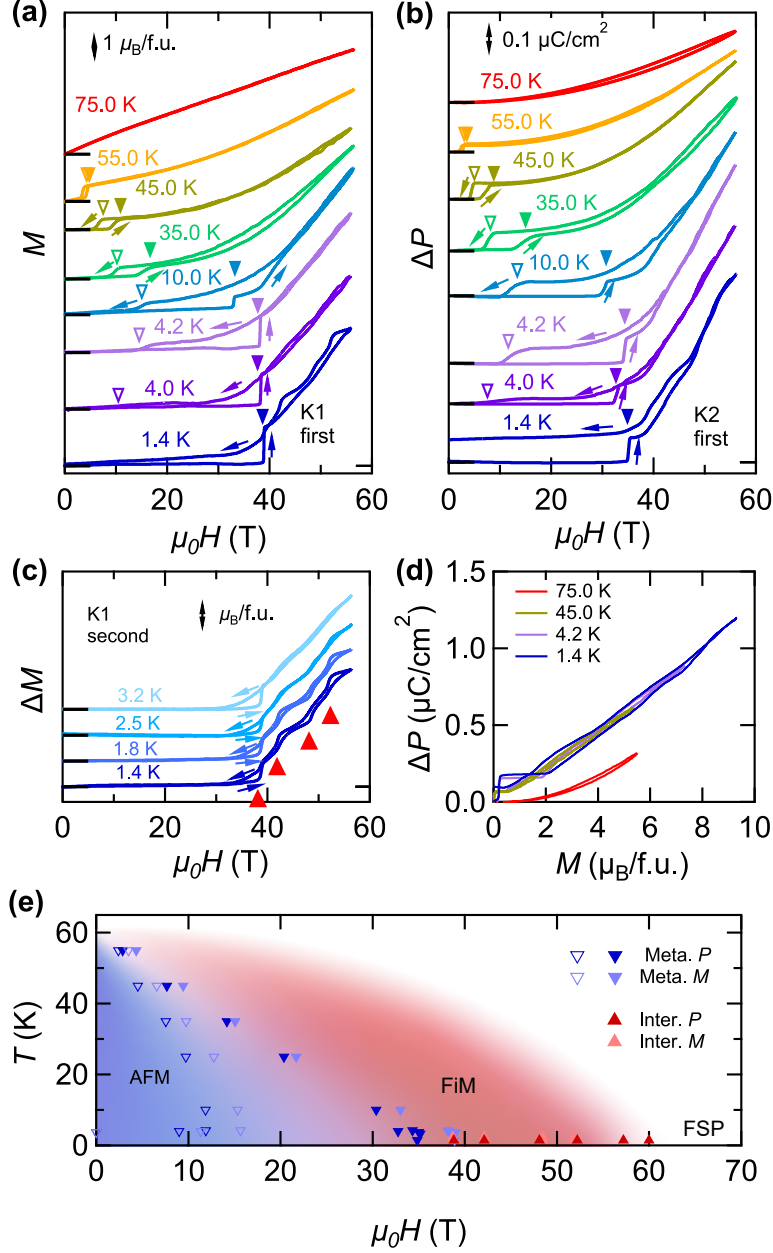 (a)
1 μB/f.u.
75.0 K
55.0 K
45.0 K
35.0 K
10.0 K
4.2 K
4.0 K
1.4 K
K1
first
M
0
20
40
60
μ0H (T)
(b)
0.1 μC/cm²
75.0 K
55.0 K
45.0 K
35.0 K
10.0 K
4.2 K
4.0 K
1.4 K
K2
first
ΔP
0
20
40
60
μ0H (T)
(c)
K1
second
μB/f.u.
3.2 K
2.5 K
1.8 K
1.4 K
ΔM
0
20
40
60
μ0H (T)
(d)
75.0 K
45.0 K
4.2 K
1.4 K
1.5
1.0
0.5
0.0
ΔP (μC/cm²)
0
2
4
6
8
10
M (μB/f.u.)
(e)
60
40
20
0
T (K)
Meta. P
Meta. M
Inter. P
Inter. M
AFM
FiM
FSP
0
10
20
30
40
50
60
70
μ0H (T)